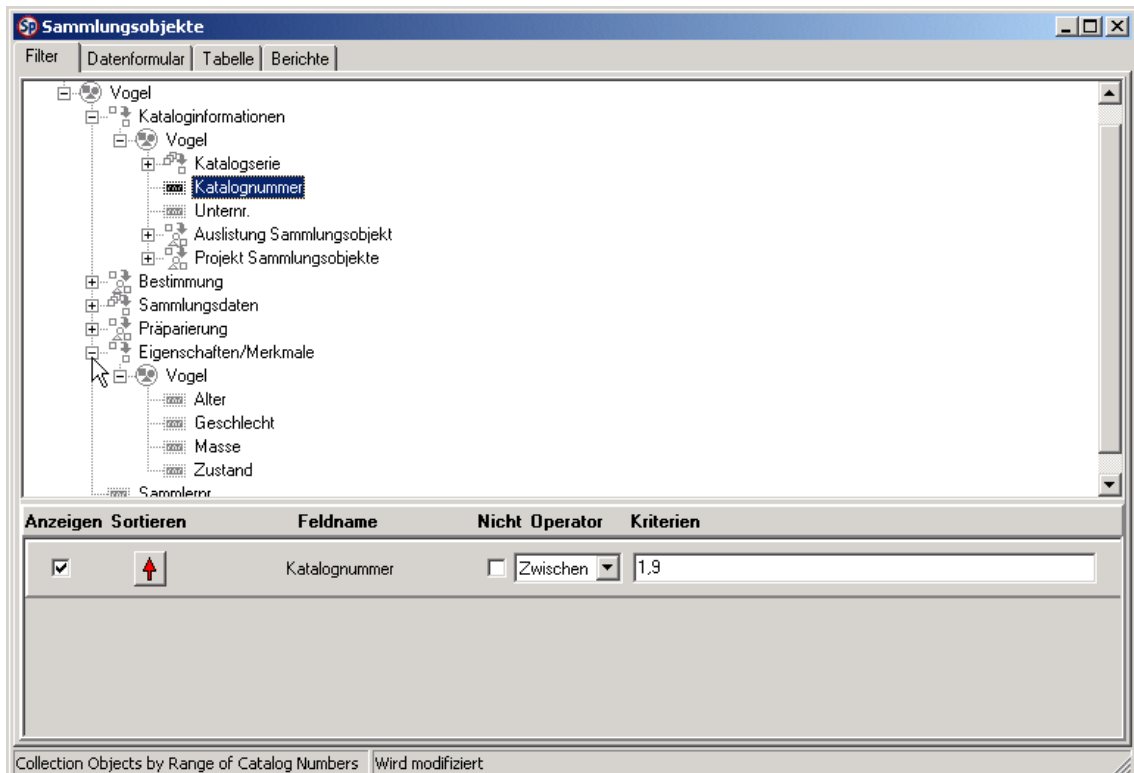 Sp Sammlungsobjekte
Filter Datenformular Tabelle Berichte
Vogel
Kataloginformationen
Vogel
Katalogserie
Katalognummer
Unternr.
Auslistung Sammlungsobjekt
Projekt Sammlungsobjekte
Bestimmung
Sammlungsdaten
Präparierung
Eigenschaften/Merkmale
Vogel
Alter
Geschlecht
Masse
Zustand
Sammlernr
Anzeigen Sortieren Feldname Nicht Operator Kriterien
Katalognummer Zwischen 1,9
Collection Objects by Range of Catalog Numbers Wird modifiziert